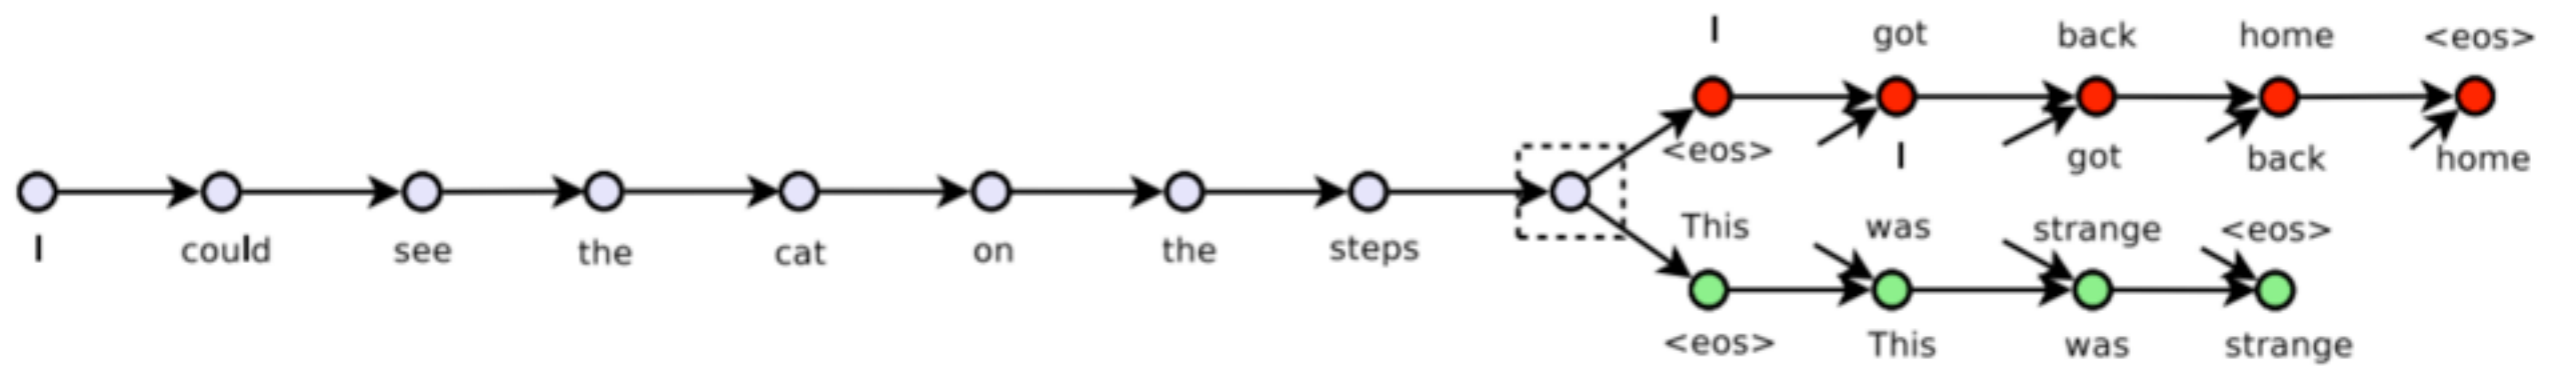 I got back home <eos>
<eos> I got back home
I could see the cat on the steps
This was strange <eos>
<eos> This was strange